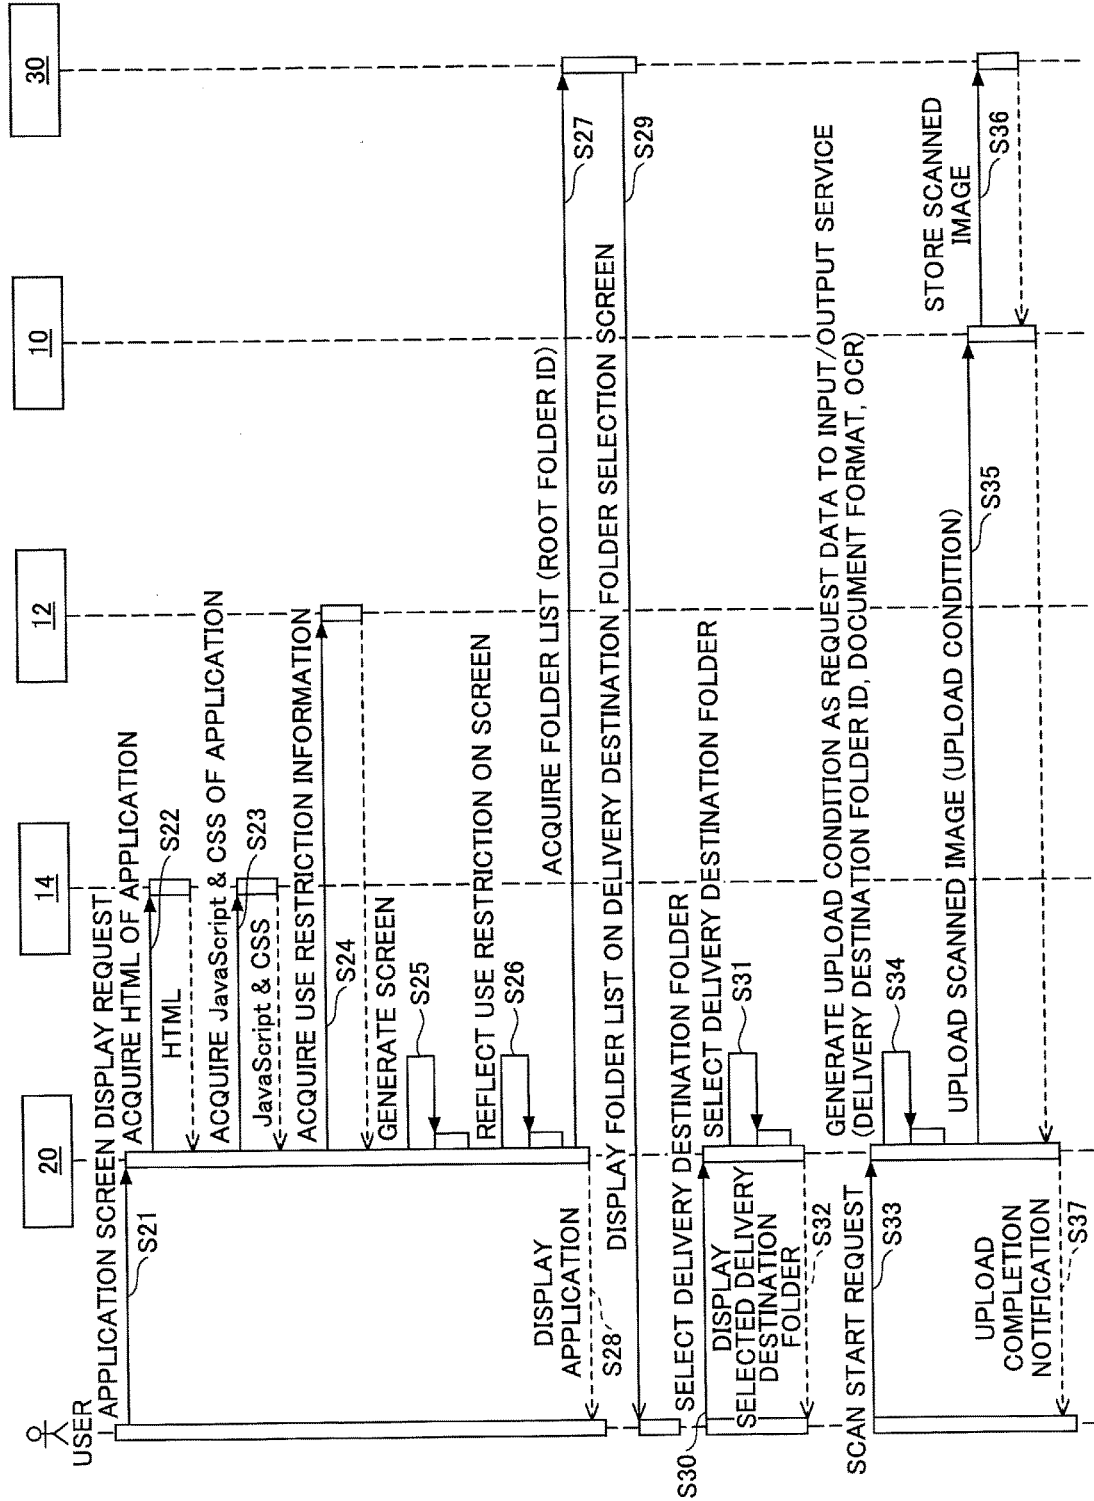 USER
20
14
12
10
30
APPLICATION SCREEN DISPLAY REQUEST
S21
ACQUIRE HTML OF APPLICATION
S22
HTML
ACQUIRE JavaScript & CSS OF APPLICATION
S23
JavaScript & CSS
ACQUIRE USE RESTRICTION INFORMATION
S24
GENERATE SCREEN
S25
REFLECT USE RESTRICTION ON SCREEN
S26
ACQUIRE FOLDER LIST (ROOT FOLDER ID)
S27
DISPLAY
APPLICATION
S28
DISPLAY FOLDER LIST ON DELIVERY DESTINATION FOLDER SELECTION SCREEN
S29
SELECT DELIVERY DESTINATION FOLDER
S30
SELECT DELIVERY DESTINATION FOLDER
S31
DISPLAY
SELECTED DELIVERY
DESTINATION
FOLDER
S32
SCAN START REQUEST
S33
GENERATE UPLOAD CONDITION AS REQUEST DATA TO INPUT/OUTPUT SERVICE
(DELIVERY DESTINATION FOLDER ID, DOCUMENT FORMAT, OCR)
S34
UPLOAD SCANNED IMAGE (UPLOAD CONDITION)
S35
STORE SCANNED
IMAGE
S36
UPLOAD
COMPLETION
NOTIFICATION
S37